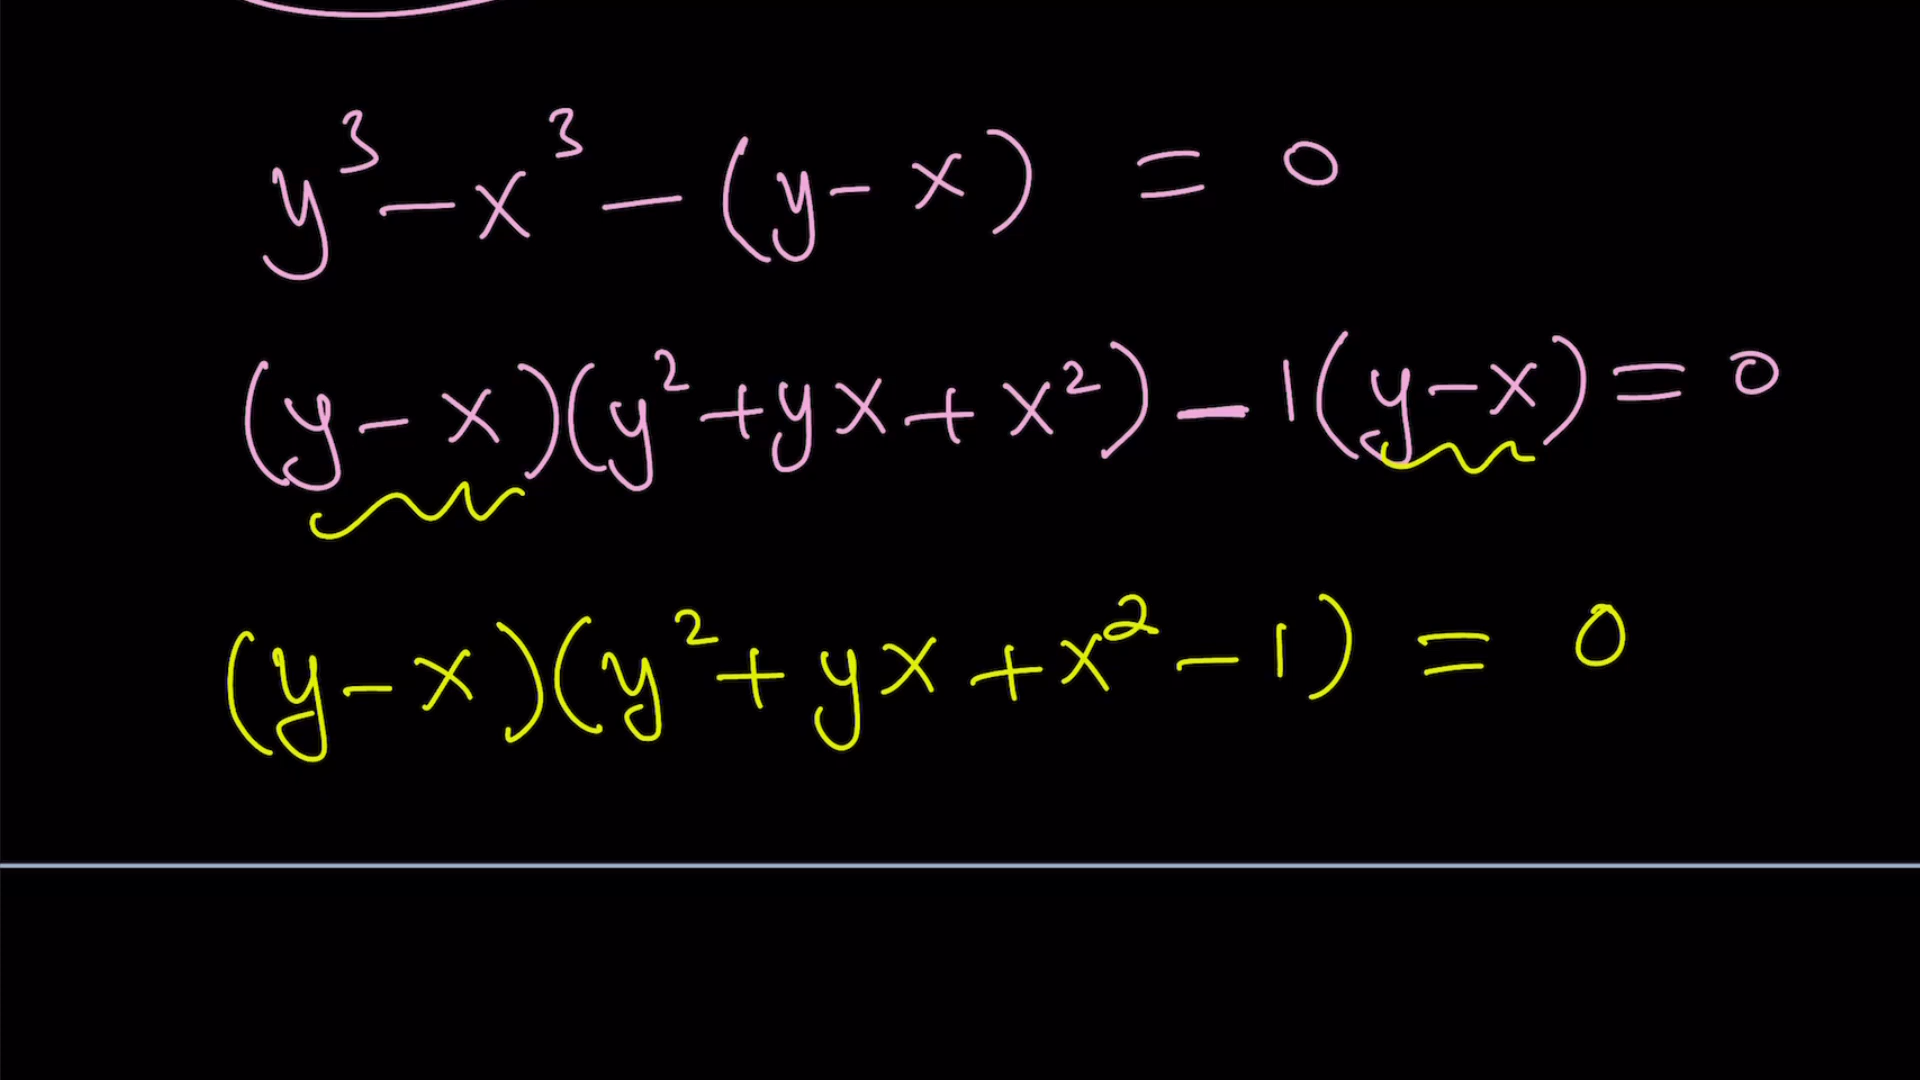 y³ - x³ - (y - x) = 0
(y - x)(y² + yx + x²) - 1(y - x) = 0
(y - x)(y² + yx + x² - 1) = 0